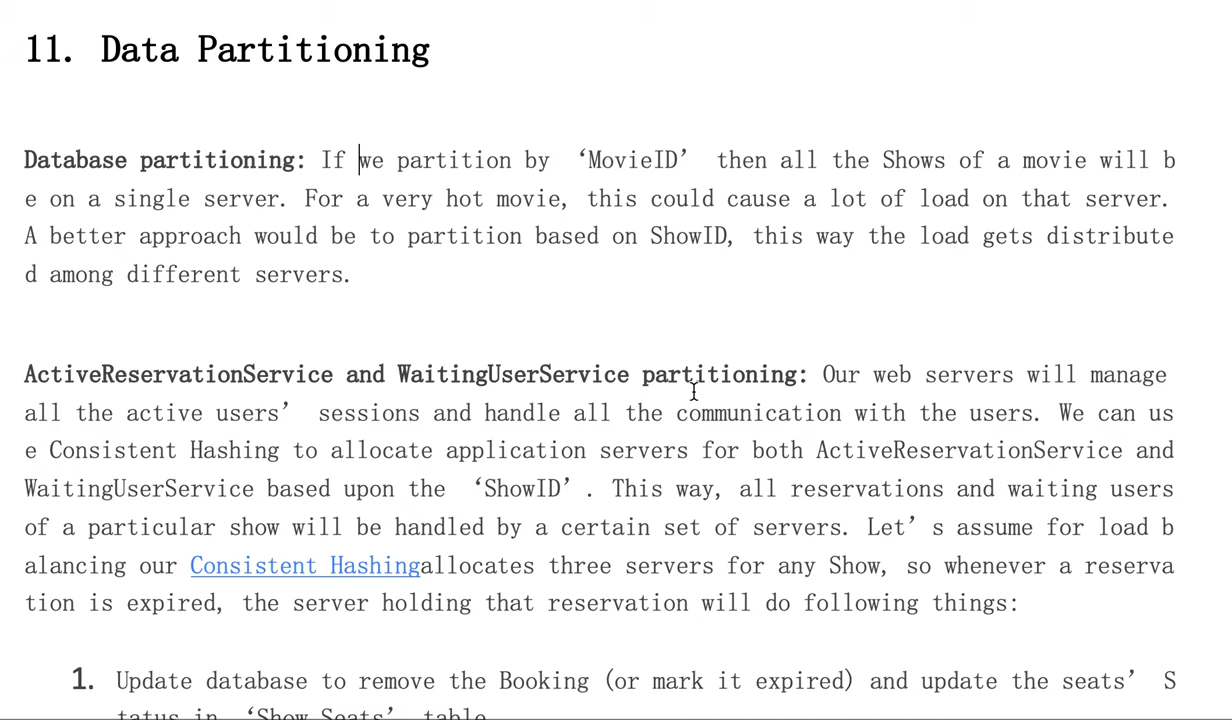 11. Data Partitioning
Database partitioning: If we partition by ‘MovieID’ then all the Shows of a movie will b
e on a single server. For a very hot movie, this could cause a lot of load on that server.
A better approach would be to partition based on ShowID, this way the load gets distribute
d among different servers.
ActiveReservationService and WaitingUserService partitioning: Our web servers will manage
all the active users’ sessions and handle all the communication with the users. We can us
e Consistent Hashing to allocate application servers for both ActiveReservationService and
WaitingUserService based upon the ‘ShowID’. This way, all reservations and waiting users
of a particular show will be handled by a certain set of servers. Let’s assume for load b
alancing our Consistent Hashingallocates three servers for any Show, so whenever a reserva
tion is expired, the server holding that reservation will do following things:
1. Update database to remove the Booking (or mark it expired) and update the seats’ S
tatus in ‘Show_Seats’ table